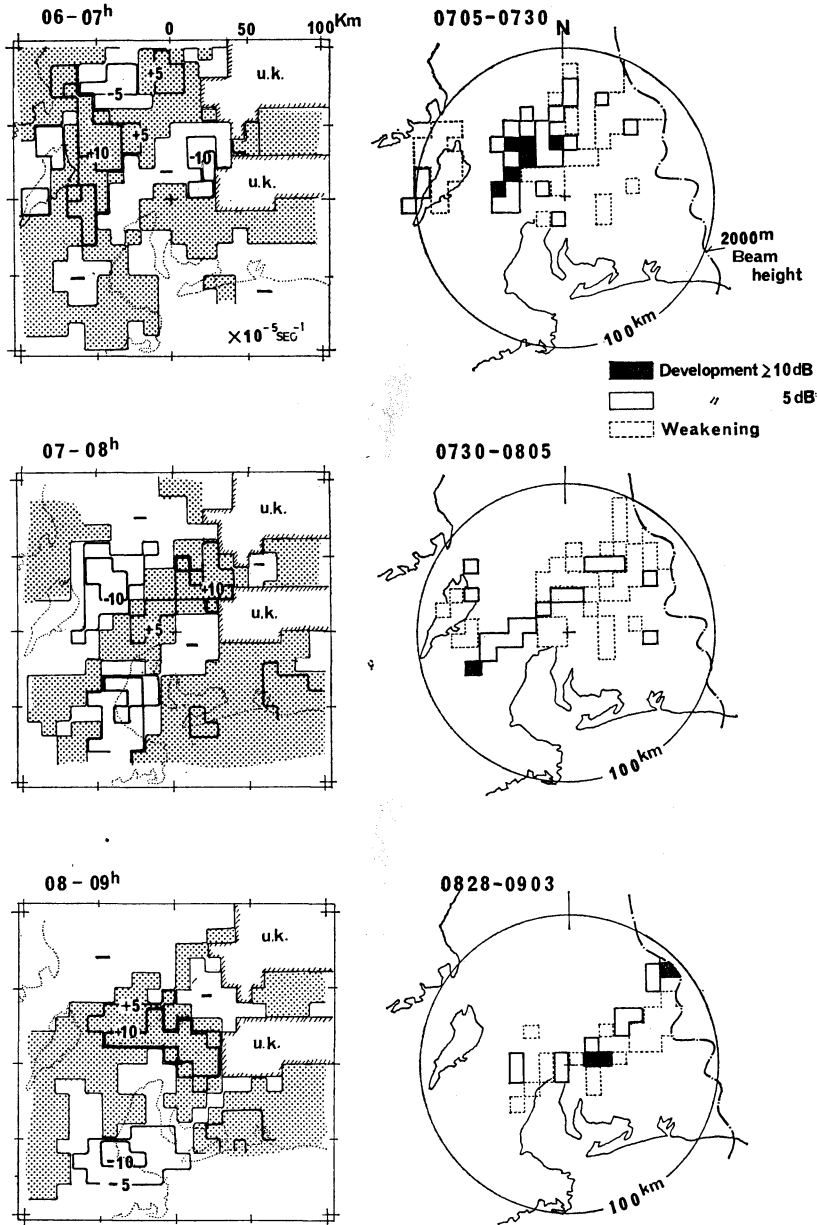 06-07h
0 50 100Km
+5
-5
u.k.
+5
+10
-10
−
u.k.
+
−
−
×10-5 SEC-1
0705-0730
N
2000m
Beam
height
100km
Development ≥10dB
〃 5dB
Weakening
07-08h
−
u.k.
-10
−
+10
u.k.
+5
−
−
0730-0805
100km
08-09h
−
u.k.
+5
−
+10
u.k.
-10
-5
0828-0903
100km